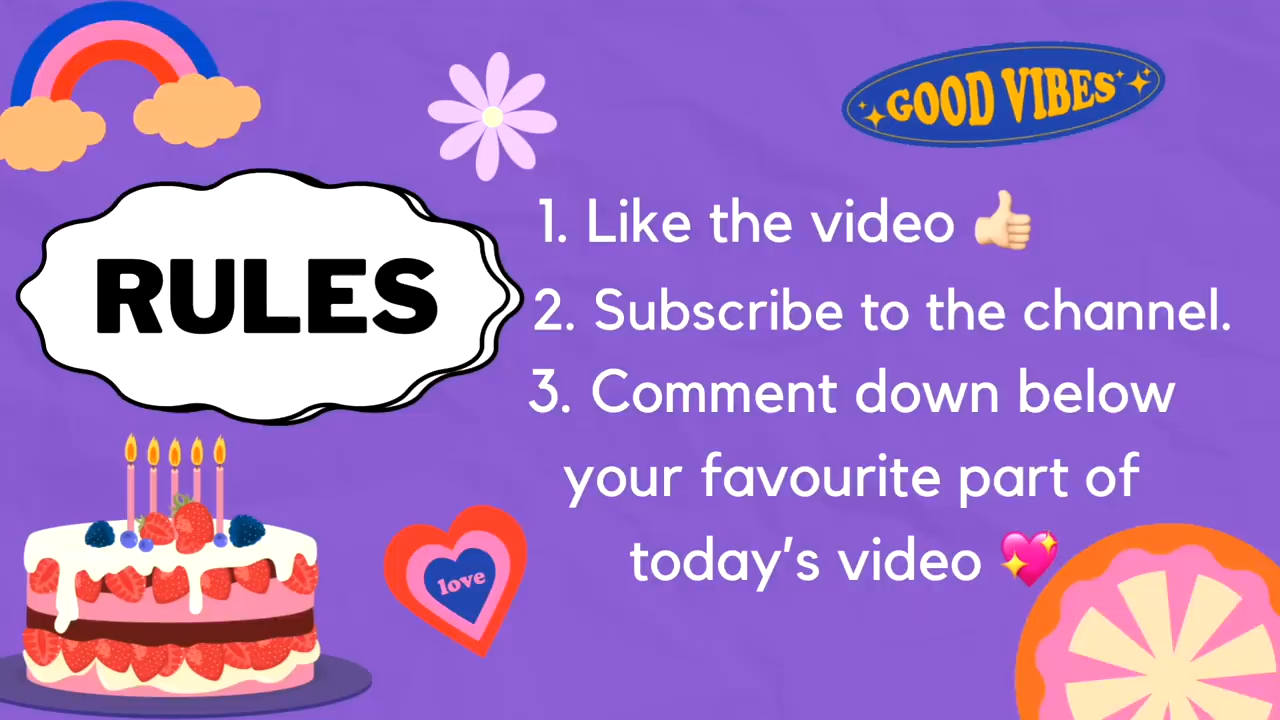 GOOD VIBES
RULES
1. Like the video 👍🏻
2. Subscribe to the channel.
3. Comment down below
your favourite part of
today's video 💖
love